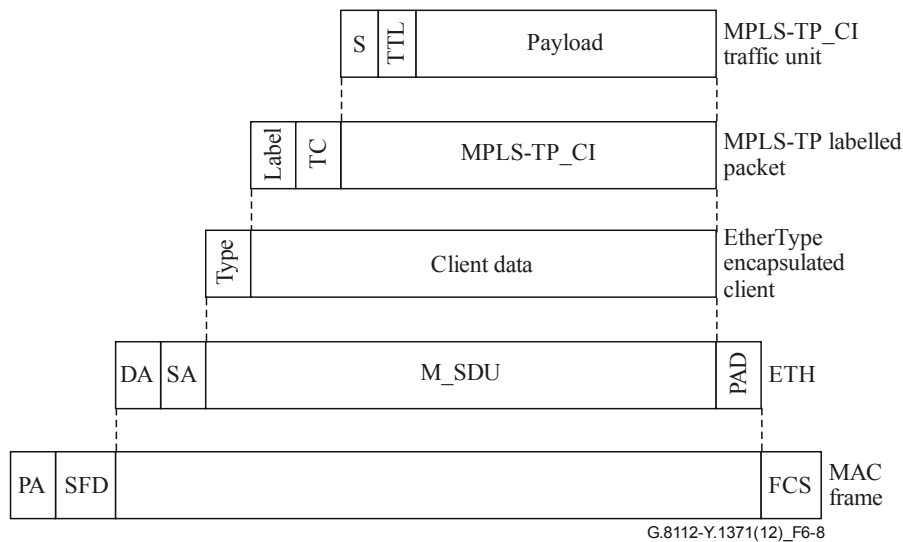 S TTL Payload MPLS-TP_CI
traffic unit
Label TC MPLS-TP_CI MPLS-TP labelled
packet
Type Client data EtherType
encapsulated
client
DA SA M_SDU PAD ETH
PA SFD FCS MAC
frame
G.8112-Y.1371(12)_F6-8